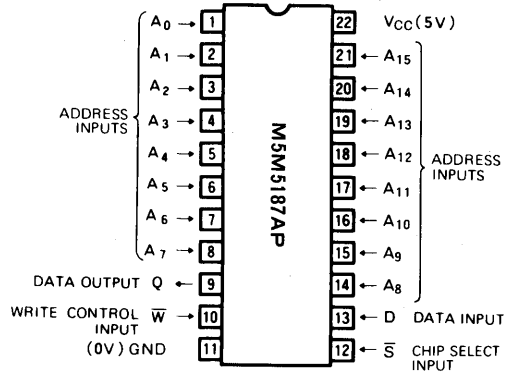 A0 → 1
A1 → 2
A2 → 3
A3 → 4
A4 → 5
A5 → 6
A6 → 7
A7 → 8
ADDRESS
INPUTS
DATA OUTPUT Q ← 9
WRITE CONTROL
INPUT
W̅ → 10
(0V) GND 11
M5M5187AP
22 VCC (5V)
21 ← A15
20 ← A14
19 ← A13
18 ← A12
17 ← A11
16 ← A10
15 ← A9
14 ← A8
ADDRESS
INPUTS
13 ← D DATA INPUT
12 ← S̅ CHIP SELECT
INPUT